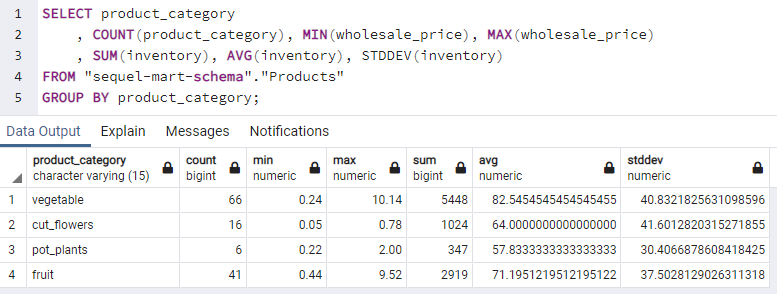 1 SELECT product_category
2 , COUNT(product_category), MIN(wholesale_price), MAX(wholesale_price)
3 , SUM(inventory), AVG(inventory), STDDEV(inventory)
4 FROM "sequel-mart-schema"."Products"
5 GROUP BY product_category;
Data Output Explain Messages Notifications
product_category count min max sum avg stddev
character varying (15) bigint numeric numeric bigint numeric numeric
1 vegetable 66 0.24 10.14 5448 82.5454545454545455 40.8321825631098596
2 cut_flowers 16 0.05 0.78 1024 64.0000000000000000 41.6012820315271855
3 pot_plants 6 0.22 2.00 347 57.8333333333333333 30.4066878608418425
4 fruit 41 0.44 9.52 2919 71.1951219512195122 37.5028129026311318